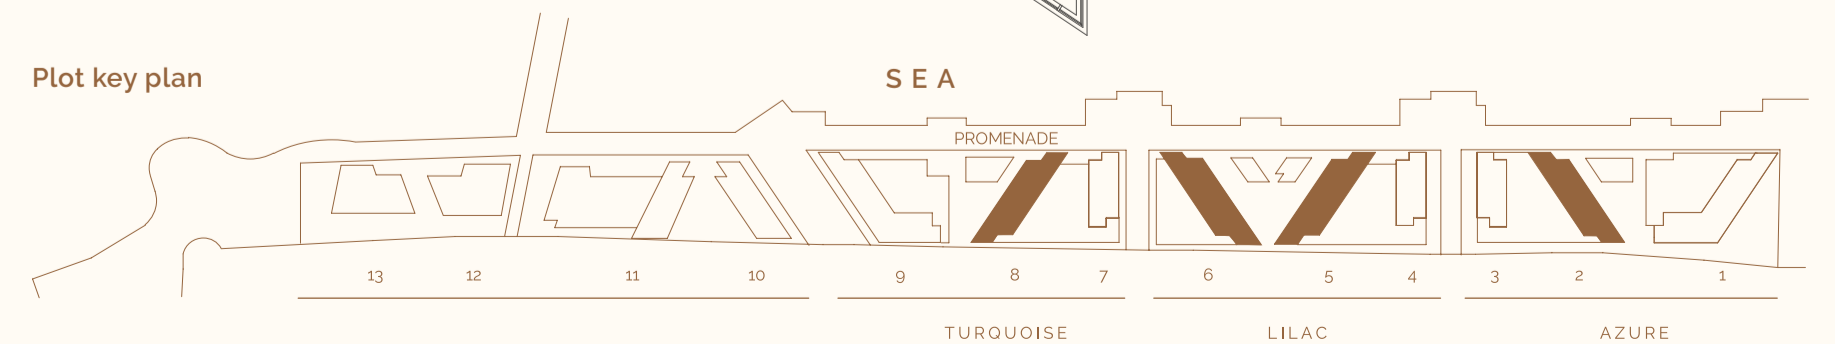 Plot key plan
SEA
PROMENADE
13 12 11 10 9 8 7 6 5 4 3 2 1
TURQUOISE LILAC AZURE